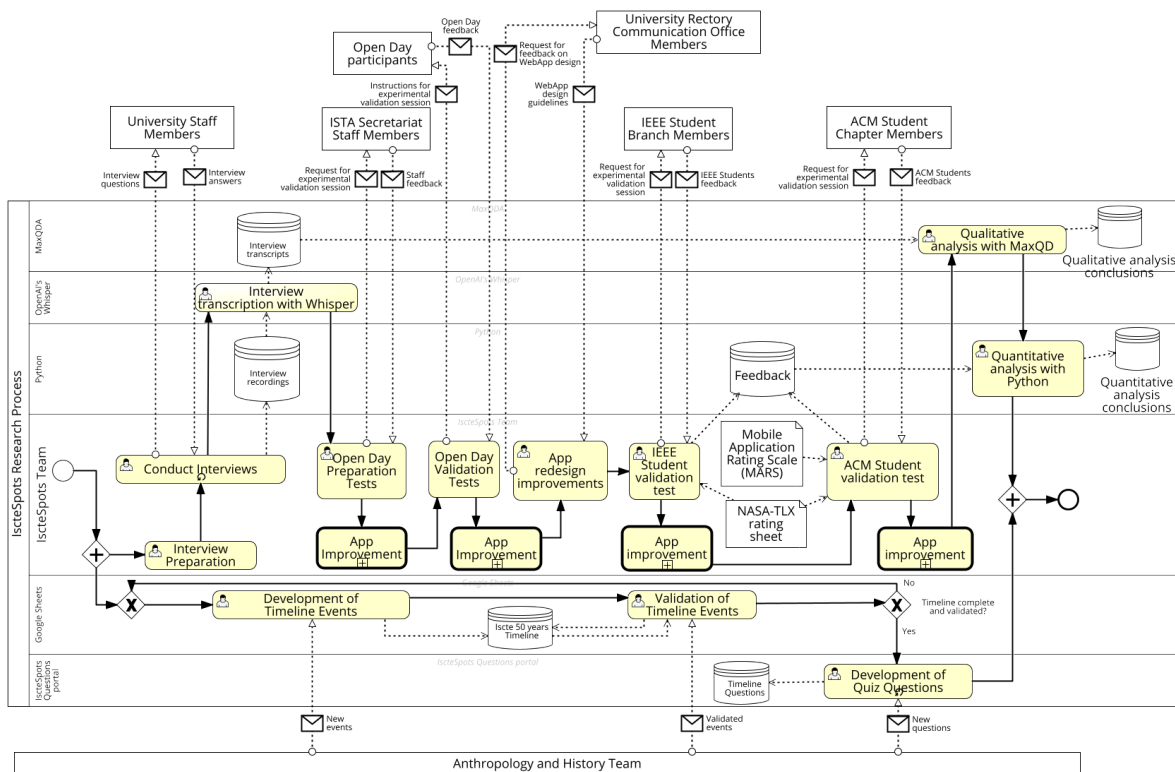 University Rectory
Communication Office
Members
Open Day
feedback
Request for
feedback on
WebApp design
Open Day
participants
Instructions for
experimental
validation session
WebApp
design
guidelines
University Staff
Members
ISTA Secretariat
Staff Members
IEEE Student
Branch Members
ACM Student
Chapter Members
Interview
questions
Interview
answers
Request for
experimental
validation session
Staff
feedback
Request for
experimental
validation
session
IEEE Students
feedback
Request for
experimental
validation session
ACM Students
feedback
IscteSpots Research Process
MaxQDA
MaxQDA
Interview
transcripts
Qualitative
analysis with MaxQD
Qualitative analysis
conclusions
OpenAI's
Whisper
OpenAI's Whisper
Interview
transcription with Whisper
Python
Python
Interview
recordings
Feedback
Quantitative
analysis with
Python
Quantitative
analysis
conclusions
IscteSpots Team
IscteSpots Team
Conduct Interviews
Interview
Preparation
Open Day
Preparation
Tests
Open Day
Validation
Tests
App
redesign
improvements
IEEE
Student
validation
test
Mobile
Application
Rating Scale
(MARS)
NASA-TLX
rating
sheet
ACM Student
validation test
App
Improvement
App
Improvement
App
improvement
App
improvement
Google Sheets
Google Sheets
Development of
Timeline Events
Iscte 50 years
Timeline
Validation of
Timeline Events
No
Timeline complete
and validated?
Yes
IscteSpots
Questions
portal
IscteSpots Questions portal
Timeline
Questions
Development of
Quiz Questions
New
events
Validated
events
New
questions
Anthropology and History Team